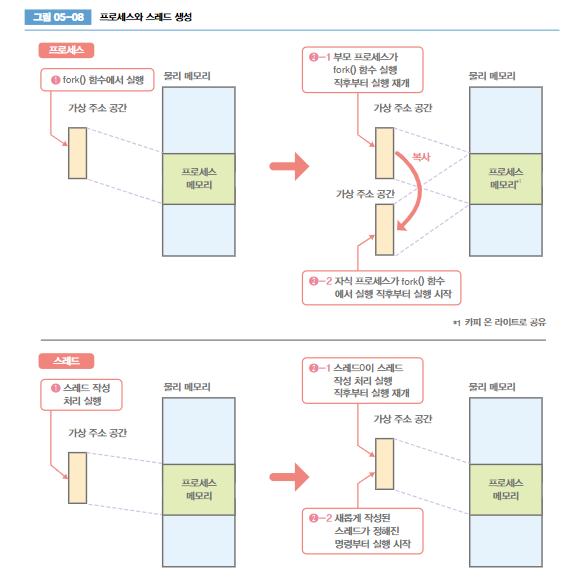 그림 05-08 프로세스와 스레드 생성
프로세스
❶ fork() 함수에서 실행
물리 메모리
가상 주소 공간
프로세스
메모리
❸-1 부모 프로세스가
fork() 함수 실행
직후부터 실행 재개
물리 메모리
가상 주소 공간
복사
가상 주소 공간
프로세스
메모리*1
❸-2 자식 프로세스가 fork() 함수
에서 실행 직후부터 실행 시작
*1 카피 온 라이트로 공유
스레드
❶ 스레드 작성
처리 실행
물리 메모리
가상 주소 공간
프로세스
메모리
❷-1 스레드0이 스레드
작성 처리 실행
직후부터 실행 재개
물리 메모리
가상 주소 공간
프로세스
메모리
❷-2 새롭게 작성된
스레드가 정해진
명령부터 실행 시작